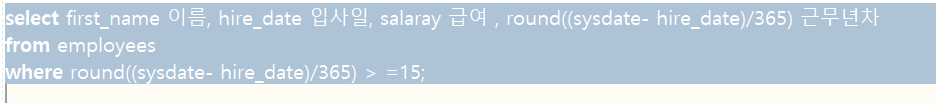 select first_name 이름, hire_date 입사일, salaray 급여 , round((sysdate- hire_date)/365) 근무년차
from employees
where round((sysdate- hire_date)/365) > =15;